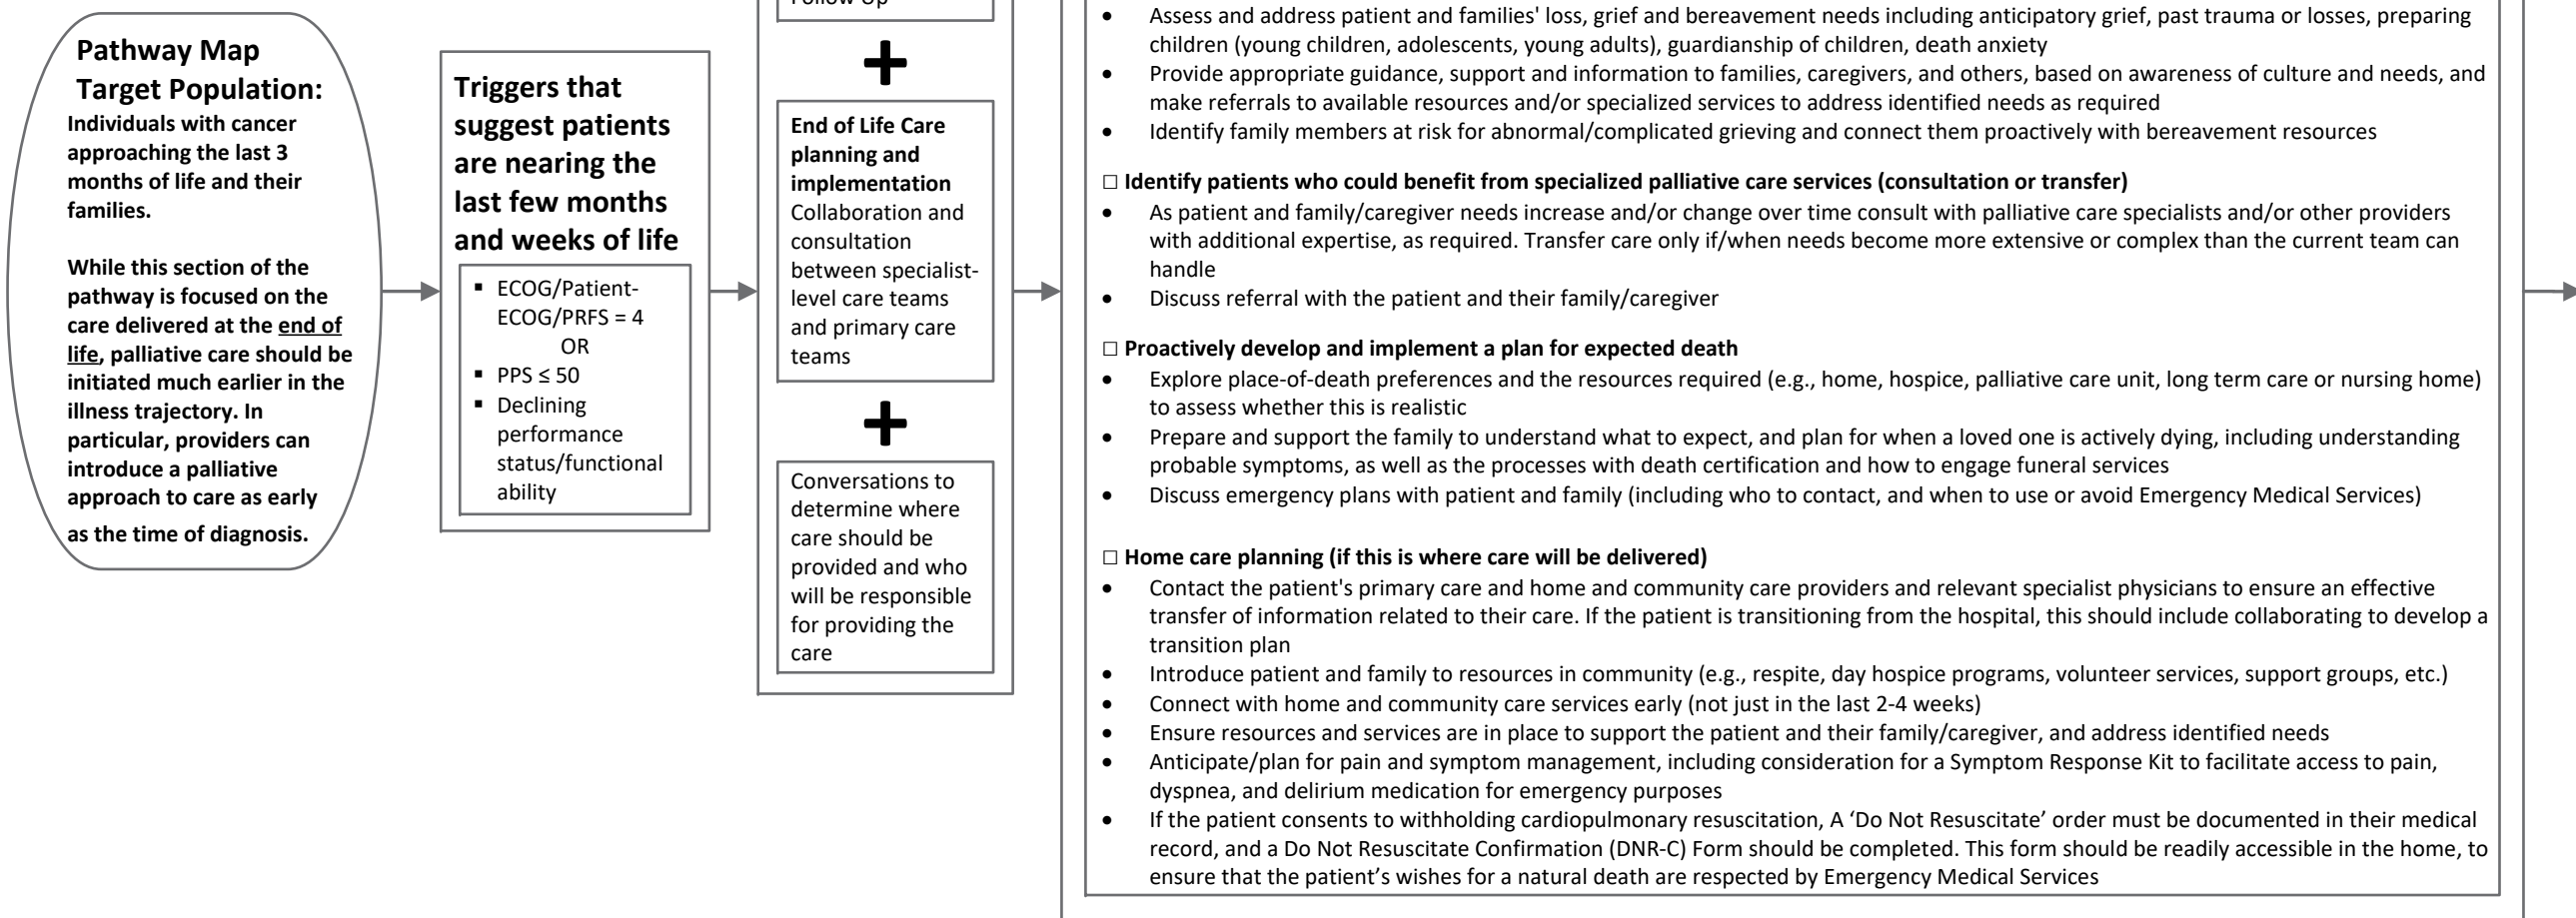 Pathway Map
Target Population:
Individuals with cancer
approaching the last 3
months of life and their
families.
While this section of the
pathway is focused on the
care delivered at the end of
life, palliative care should be
initiated much earlier in the
illness trajectory. In
particular, providers can
introduce a palliative
approach to care as early
as the time of diagnosis.
Triggers that
suggest patients
are nearing the
last few months
and weeks of life
▪ ECOG/Patient-
ECOG/PRFS = 4
OR
▪ PPS ≤ 50
▪ Declining
performance
status/functional
ability
Follow Up
+
End of Life Care
planning and
implementation
Collaboration and
consultation
between specialist-
level care teams
and primary care
teams
+
Conversations to
determine where
care should be
provided and who
will be responsible
for providing the
care
• Assess and address patient and families' loss, grief and bereavement needs including anticipatory grief, past trauma or losses, preparing
children (young children, adolescents, young adults), guardianship of children, death anxiety
• Provide appropriate guidance, support and information to families, caregivers, and others, based on awareness of culture and needs, and
make referrals to available resources and/or specialized services to address identified needs as required
• Identify family members at risk for abnormal/complicated grieving and connect them proactively with bereavement resources
□ Identify patients who could benefit from specialized palliative care services (consultation or transfer)
• As patient and family/caregiver needs increase and/or change over time consult with palliative care specialists and/or other providers
with additional expertise, as required. Transfer care only if/when needs become more extensive or complex than the current team can
handle
• Discuss referral with the patient and their family/caregiver
□ Proactively develop and implement a plan for expected death
• Explore place-of-death preferences and the resources required (e.g., home, hospice, palliative care unit, long term care or nursing home)
to assess whether this is realistic
• Prepare and support the family to understand what to expect, and plan for when a loved one is actively dying, including understanding
probable symptoms, as well as the processes with death certification and how to engage funeral services
• Discuss emergency plans with patient and family (including who to contact, and when to use or avoid Emergency Medical Services)
□ Home care planning (if this is where care will be delivered)
• Contact the patient's primary care and home and community care providers and relevant specialist physicians to ensure an effective
transfer of information related to their care. If the patient is transitioning from the hospital, this should include collaborating to develop a
transition plan
• Introduce patient and family to resources in community (e.g., respite, day hospice programs, volunteer services, support groups, etc.)
• Connect with home and community care services early (not just in the last 2-4 weeks)
• Ensure resources and services are in place to support the patient and their family/caregiver, and address identified needs
• Anticipate/plan for pain and symptom management, including consideration for a Symptom Response Kit to facilitate access to pain,
dyspnea, and delirium medication for emergency purposes
• If the patient consents to withholding cardiopulmonary resuscitation, A ‘Do Not Resuscitate’ order must be documented in their medical
record, and a Do Not Resuscitate Confirmation (DNR-C) Form should be completed. This form should be readily accessible in the home, to
ensure that the patient’s wishes for a natural death are respected by Emergency Medical Services